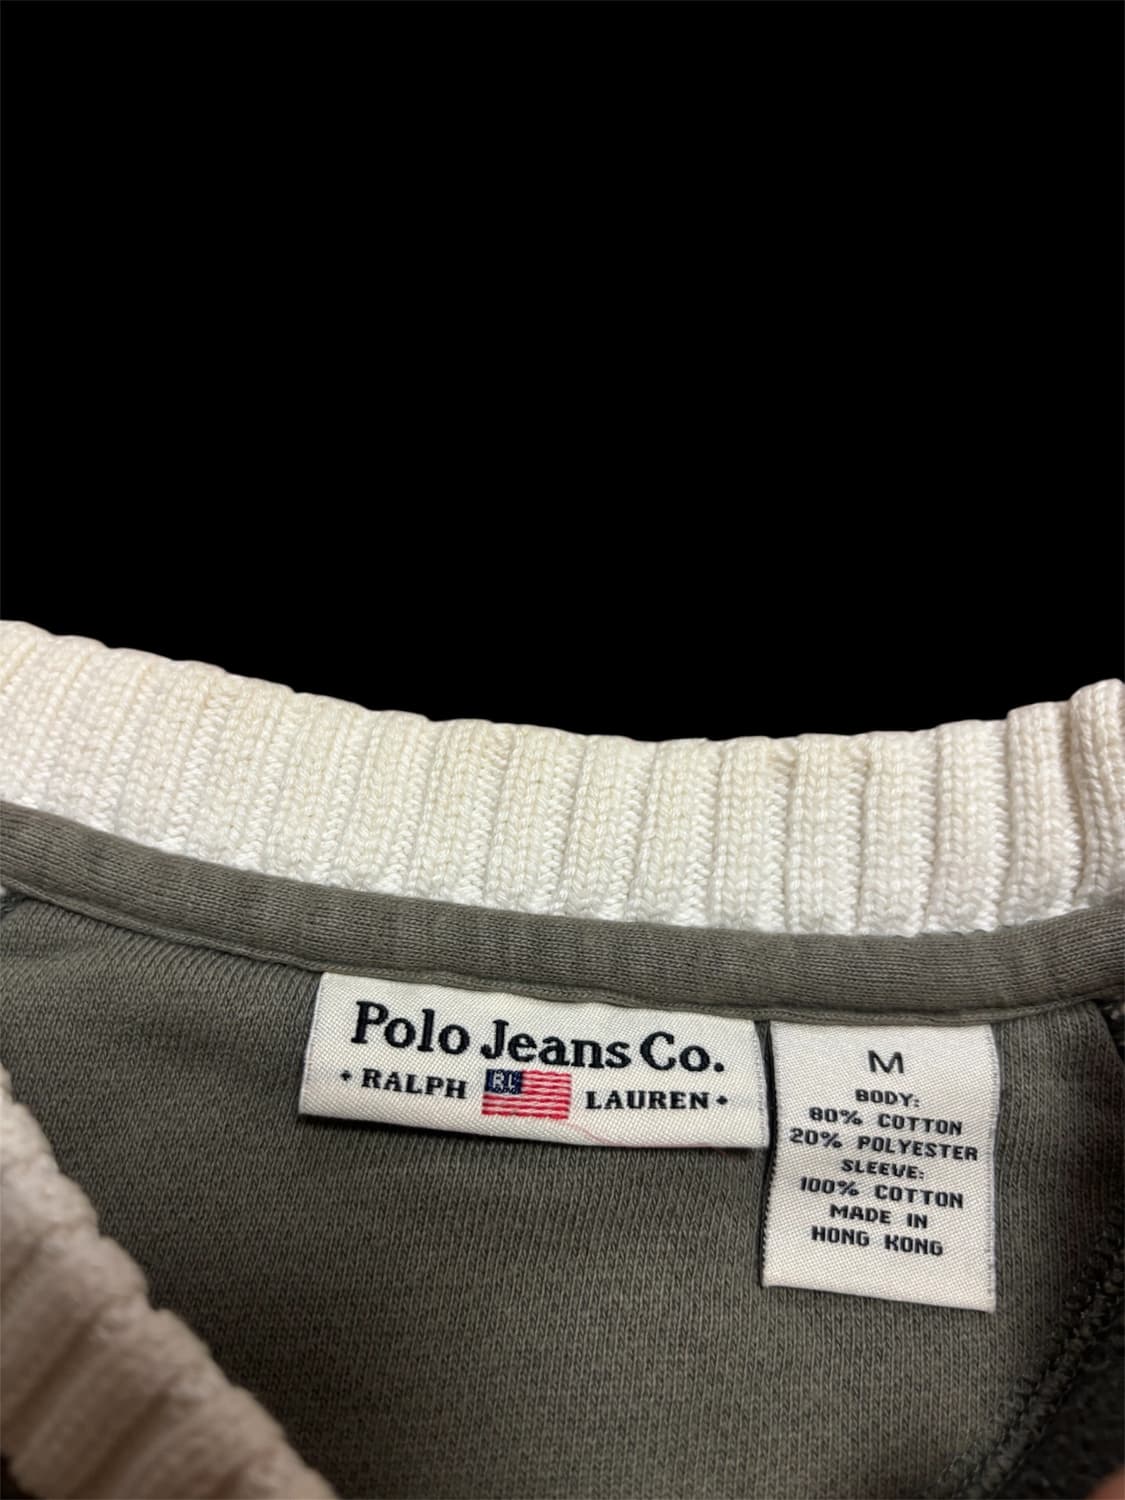 Polo Jeans Co.
RALPH RL LAUREN
M
BODY:
80% COTTON
20% POLYESTER
SLEEVE:
100% COTTON
MADE IN
HONG KONG